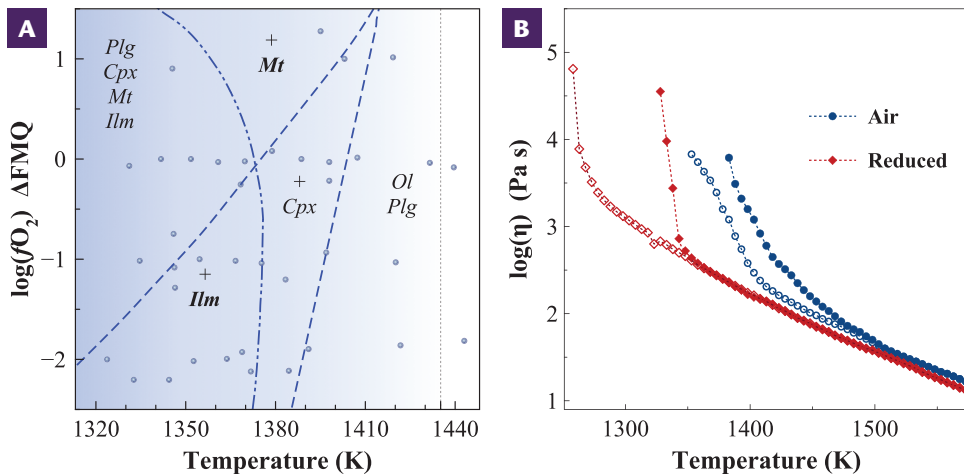 A
log(fO2) ΔFMQ
1
0
-1
-2
Plg
Cpx
Mt
Ilm
+
Mt
+
Cpx
Ol
Plg
+
Ilm
1320 1350 1380 1410 1440
Temperature (K)
B
log(η) (Pa s)
5
4
3
2
1
Air
Reduced
1300 1400 1500
Temperature (K)